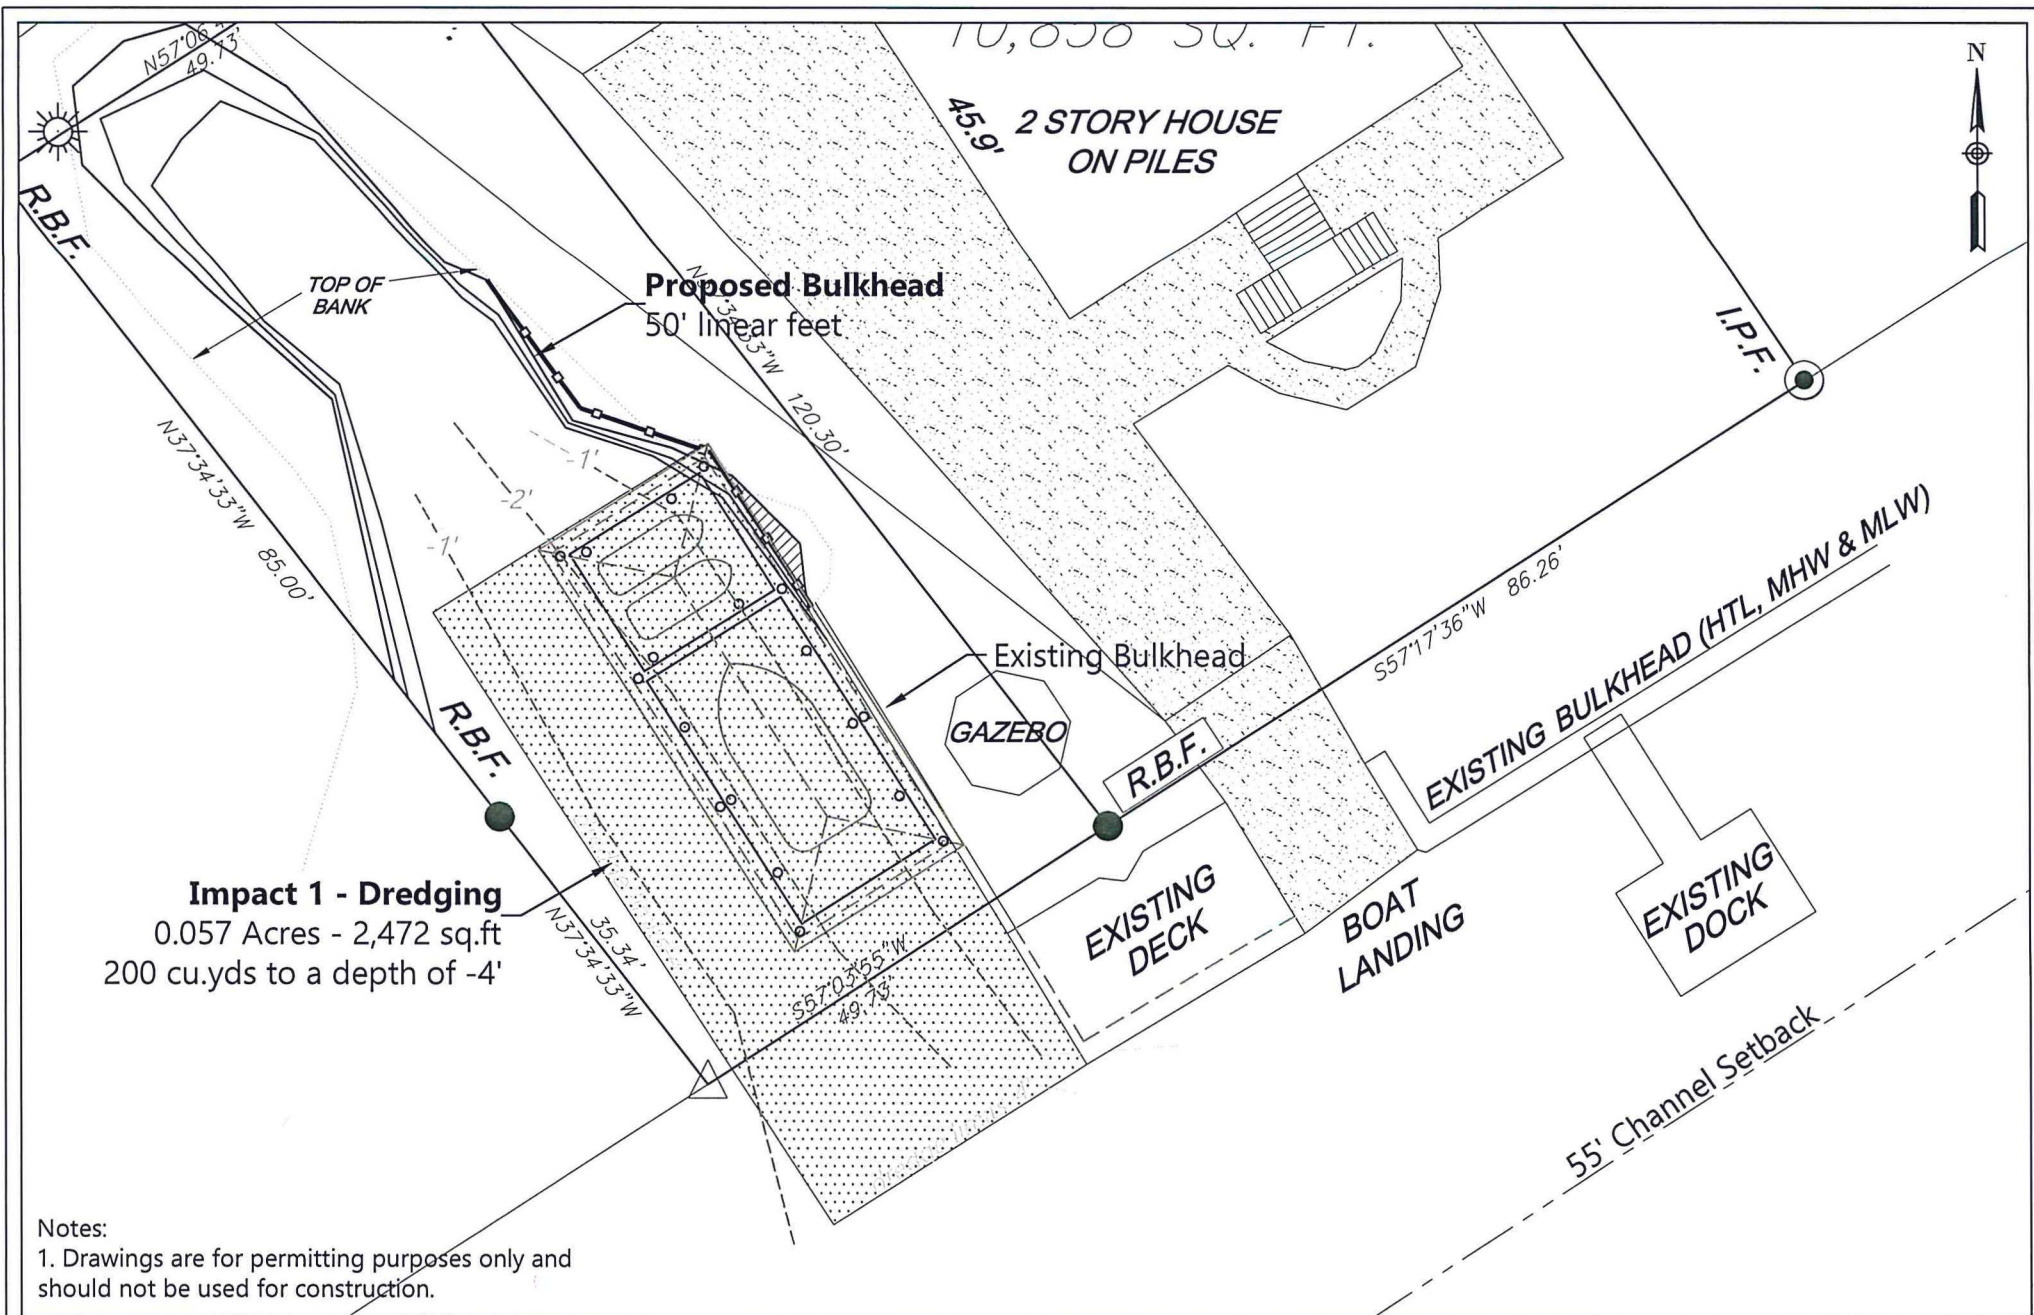 10,858 SQ. FT.
N
N57°06
49.73'
45.9'
2 STORY HOUSE
ON PILES
R.B.F.
TOP OF
BANK
Proposed Bulkhead
50' linear feet
120.30'
I.P.F.
-1'
-2'
-1'
N37°34'33"W 85.00'
S57°17'36"W 86.26'
EXISTING BULKHEAD (HTL, MHW & MLW)
Existing Bulkhead
GAZEBO
R.B.F.
R.B.F.
Impact 1 - Dredging
0.057 Acres - 2,472 sq.ft
200 cu.yds to a depth of -4'
35.34'
N37°34'33"W
S57°03'55"W
49.73'
EXISTING
DECK
BOAT
LANDING
EXISTING
DOCK
55' Channel Setback
Notes:
1. Drawings are for permitting purposes only and
should not be used for construction.